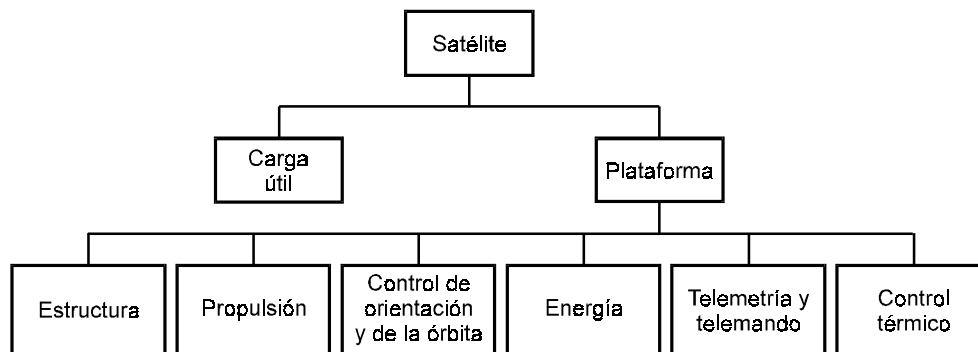 Satélite
Carga
útil
Plataforma
Estructura
Propulsión
Control de
orientación
y de la órbita
Energía
Telemetría y
telemando
Control
térmico